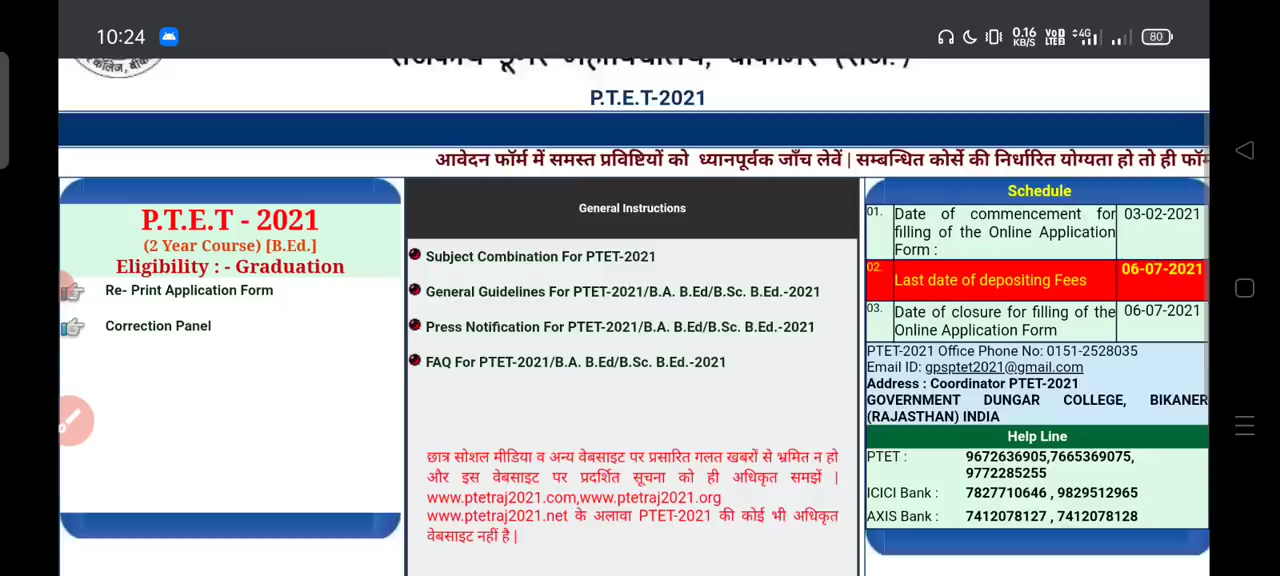 10:24
0.16 KB/S
VoD LTED
4G
80
P.T.E.T-2021
आवेदन फॉर्म में समस्त प्रविष्टियों को ध्यानपूर्वक जाँच लेवें | सम्बन्धित कोर्से की निर्धारित योग्यता हो तो ही
P.T.E.T - 2021
(2 Year Course) [B.Ed.]
Eligibility : - Graduation
Re- Print Application Form
Correction Panel
General Instructions
Subject Combination For PTET-2021
General Guidelines For PTET-2021/B.A. B.Ed/B.Sc. B.Ed.-2021
Press Notification For PTET-2021/B.A. B.Ed/B.Sc. B.Ed.-2021
FAQ For PTET-2021/B.A. B.Ed/B.Sc. B.Ed.-2021
छात्र सोशल मीडिया व अन्य वेबसाइट पर प्रसारित गलत खबरों से भ्रमित न हो
और इस वेबसाइट पर प्रदर्शित सूचना को ही अधिकृत समझें |
www.ptetraj2021.com,www.ptetraj2021.org
www.ptetraj2021.net के अलावा PTET-2021 की कोई भी अधिकृत
वेबसाइट नहीं है |
Schedule
01. Date of commencement for 03-02-2021
filling of the Online Application
Form :
02. Last date of depositing Fees 06-07-2021
03. Date of closure for filling of the 06-07-2021
Online Application Form
PTET-2021 Office Phone No: 0151-2528035
Email ID: gpsptet2021@gmail.com
Address : Coordinator PTET-2021
GOVERNMENT DUNGAR COLLEGE, BIKANER
(RAJASTHAN) INDIA
Help Line
PTET : 9672636905,7665369075,
9772285255
ICICI Bank : 7827710646 , 9829512965
AXIS Bank : 7412078127 , 7412078128